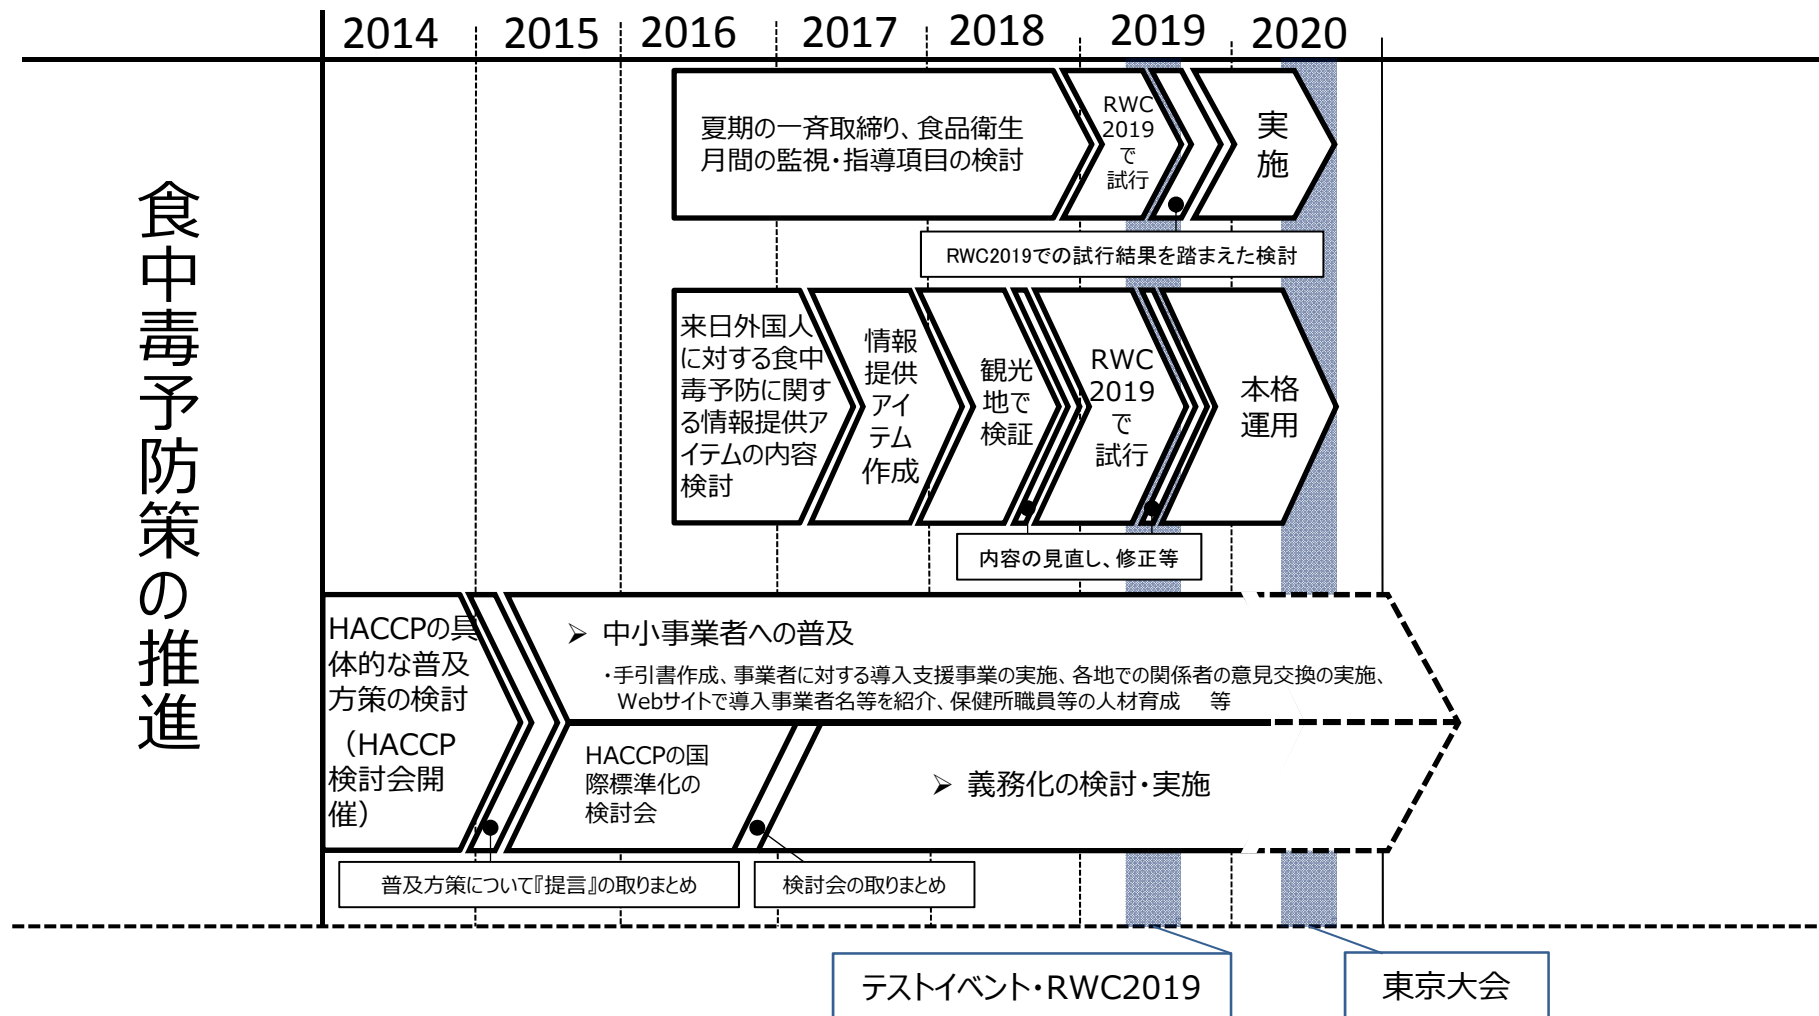 2014 2015 2016 2017 2018 2019 2020
食中毒予防策の推進
夏期の一斉取締り、食品衛生
月間の監視・指導項目の検討
RWC
2019
で
試行
実
施
RWC2019での試行結果を踏まえた検討
来日外国人
に対する食中
毒予防に関す
る情報提供ア
イテムの内容
検討
情報
提供
アイ
テム
作成
観光
地で
検証
RWC
2019
で
試行
本格
運用
内容の見直し、修正等
HACCPの具
体的な普及
方策の検討
（HACCP
検討会開
催）
➢ 中小事業者への普及
・手引書作成、事業者に対する導入支援事業の実施、各地での関係者の意見交換の実施、
Webサイトで導入事業者名等を紹介、保健所職員等の人材育成　等
HACCPの国
際標準化の
検討会
➢ 義務化の検討・実施
普及方策について『提言』の取りまとめ
検討会の取りまとめ
テストイベント・RWC2019
東京大会